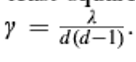 γ = λ / d(d−1).